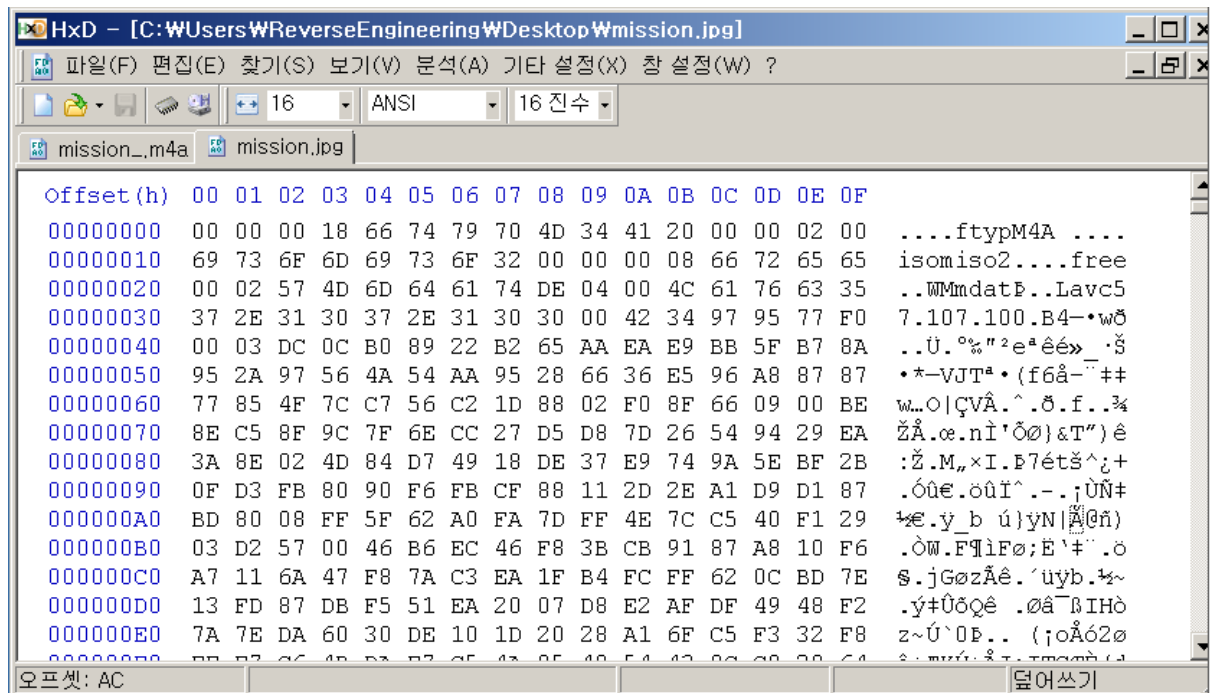 HxD - [C:₩Users₩ReverseEngineering₩Desktop₩mission.jpg]
파일(F) 편집(E) 찾기(S) 보기(V) 분석(A) 기타 설정(X) 창 설정(W) ?
16 ANSI 16 진수
mission_.m4a mission.jpg
Offset(h) 00 01 02 03 04 05 06 07 08 09 0A 0B 0C 0D 0E 0F
00000000 00 00 00 18 66 74 79 70 4D 34 41 20 00 00 02 00 ....ftypM4A ....
00000010 69 73 6F 6D 69 73 6F 32 00 00 00 08 66 72 65 65 isomiso2....free
00000020 00 02 57 4D 6D 64 61 74 DE 04 00 4C 61 76 63 35 ..WMmdatÞ..Lavc5
00000030 37 2E 31 30 37 2E 31 30 30 00 42 34 97 95 77 F0 7.107.100.B4—•wð
00000040 00 03 DC 0C B0 89 22 B2 65 AA EA E9 BB 5F B7 8A ..Ü.°‰"²eªêé»_·Š
00000050 95 2A 97 56 4A 54 AA 95 28 66 36 E5 96 A8 87 87 •*—VJTª•(f6å–¨‡‡
00000060 77 85 4F 7C C7 56 C2 1D 88 02 F0 8F 66 09 00 BE w…O|ÇVÂ.ˆ.ð.f..¾
00000070 8E C5 8F 9C 7F 6E CC 27 D5 D8 7D 26 54 94 29 EA ŽÅ.œ.nÌ'ÕØ}&T”)ê
00000080 3A 8E 02 4D 84 D7 49 18 DE 37 E9 74 9A 5E BF 2B :Ž.M„×I.Þ7étš^¿+
00000090 0F D3 FB 80 90 F6 FB CF 88 11 2D 2E A1 D9 D1 87 .Óû€.öûÏˆ.-.¡ÙÑ‡
000000A0 BD 80 08 FF 5F 62 A0 FA 7D FF 4E 7C C5 40 F1 29 ½€.ÿ_b ú}ÿN|Å@ñ)
000000B0 03 D2 57 00 46 B6 EC 46 F8 3B CB 91 87 A8 10 F6 .ÒW.F¶ìFø;Ë‘‡¨.ö
000000C0 A7 11 6A 47 F8 7A C3 EA 1F B4 FC FF 62 0C BD 7E §.jGøzÃê.´üÿb.½~
000000D0 13 FD 87 DB F5 51 EA 20 07 D8 E2 AF DF 49 48 F2 .ý‡ÛõQê .Øâ¯ßIHò
000000E0 7A 7E DA 60 30 DE 10 1D 20 28 A1 6F C5 F3 32 F8 z~Ú`0Þ.. (¡oÅó2ø
오프셋: AC 덮어쓰기